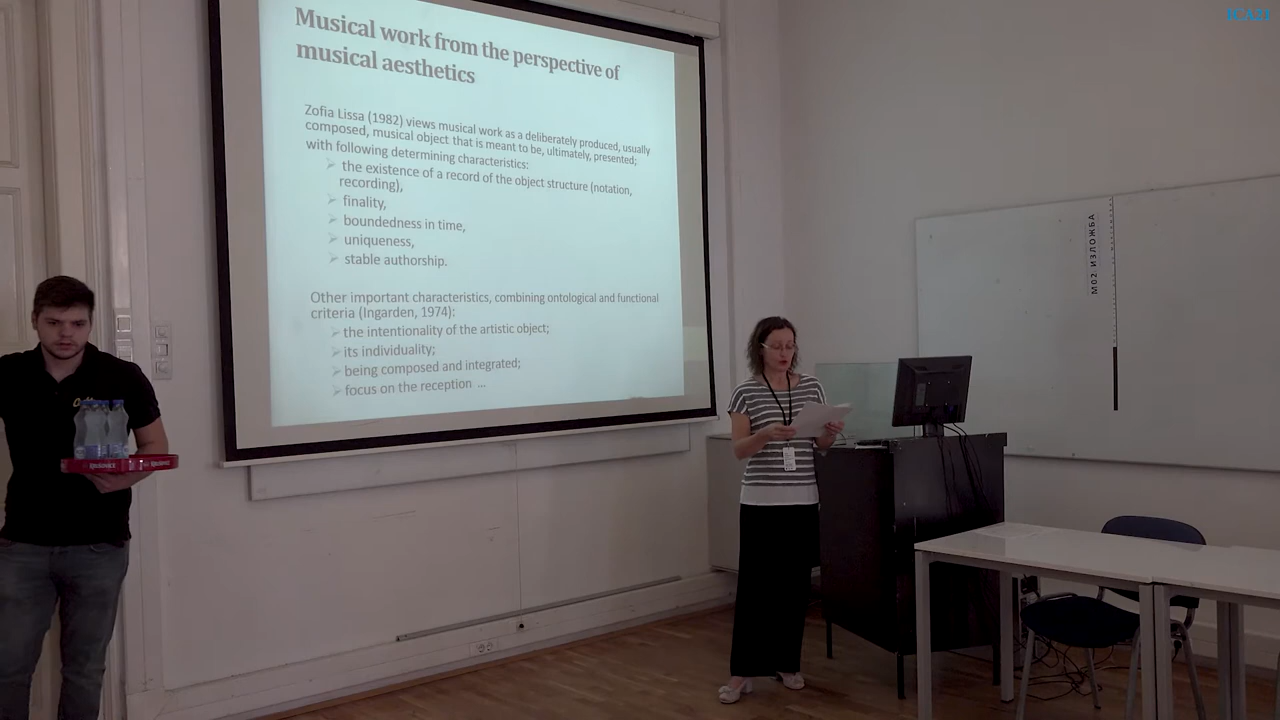 Musical work from the perspective of
musical aesthetics
Zofia Lissa (1982) views musical work as a deliberately produced, usually
composed, musical object that is meant to be, ultimately, presented;
with following determining characteristics:
the existence of a record of the object structure (notation,
recording),
finality,
boundedness in time,
uniqueness,
stable authorship.
Other important characteristics, combining ontological and functional
criteria (Ingarden, 1974):
the intentionality of the artistic object;
its individuality;
being composed and integrated;
focus on the reception ...
М02 ИЗЛОЖБА